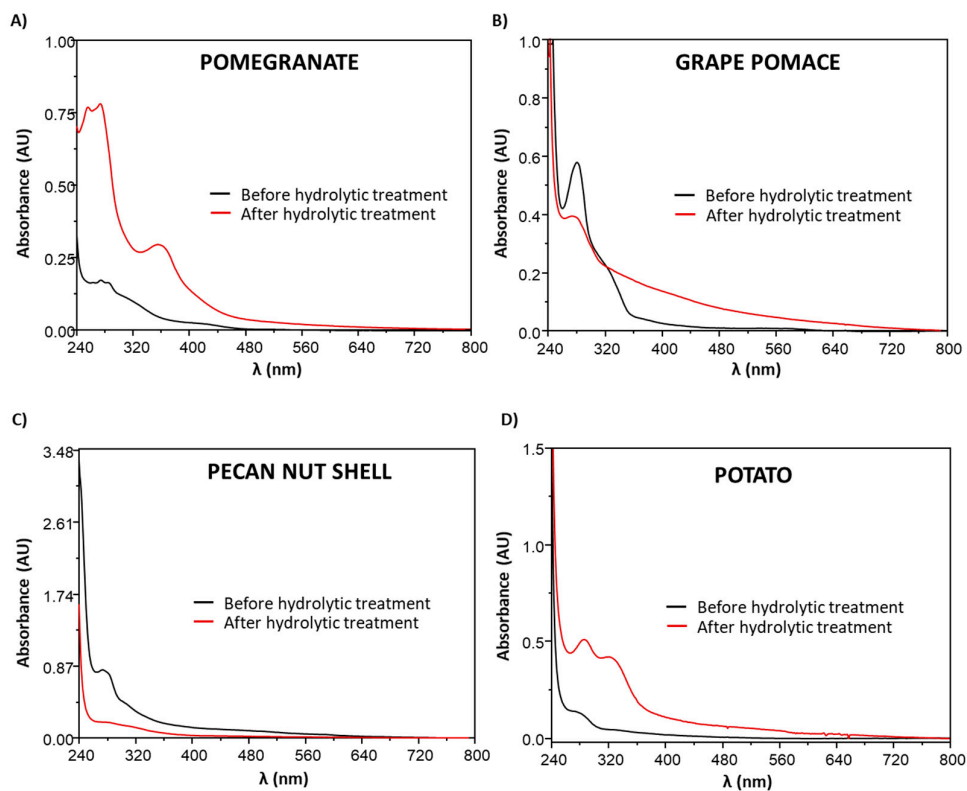 A)
POMEGRANATE
1.00
0.75
0.50
0.25
0.00
Absorbance (AU)
Before hydrolytic treatment
After hydrolytic treatment
240 320 400 480 560 640 720 800
λ (nm)
B)
GRAPE POMACE
1.0
0.8
0.6
0.4
0.2
0.0
Absorbance (AU)
Before hydrolytic treatment
After hydrolytic treatment
240 320 400 480 560 640 720 800
λ (nm)
C)
PECAN NUT SHELL
3.48
2.61
1.74
0.87
0.00
Absorbance (AU)
Before hydrolytic treatment
After hydrolytic treatment
240 320 400 480 560 640 720 800
λ (nm)
D)
POTATO
1.5
1.0
0.5
0.0
Absorbance (AU)
Before hydrolytic treatment
After hydrolytic treatment
240 320 400 480 560 640 720 800
λ (nm)